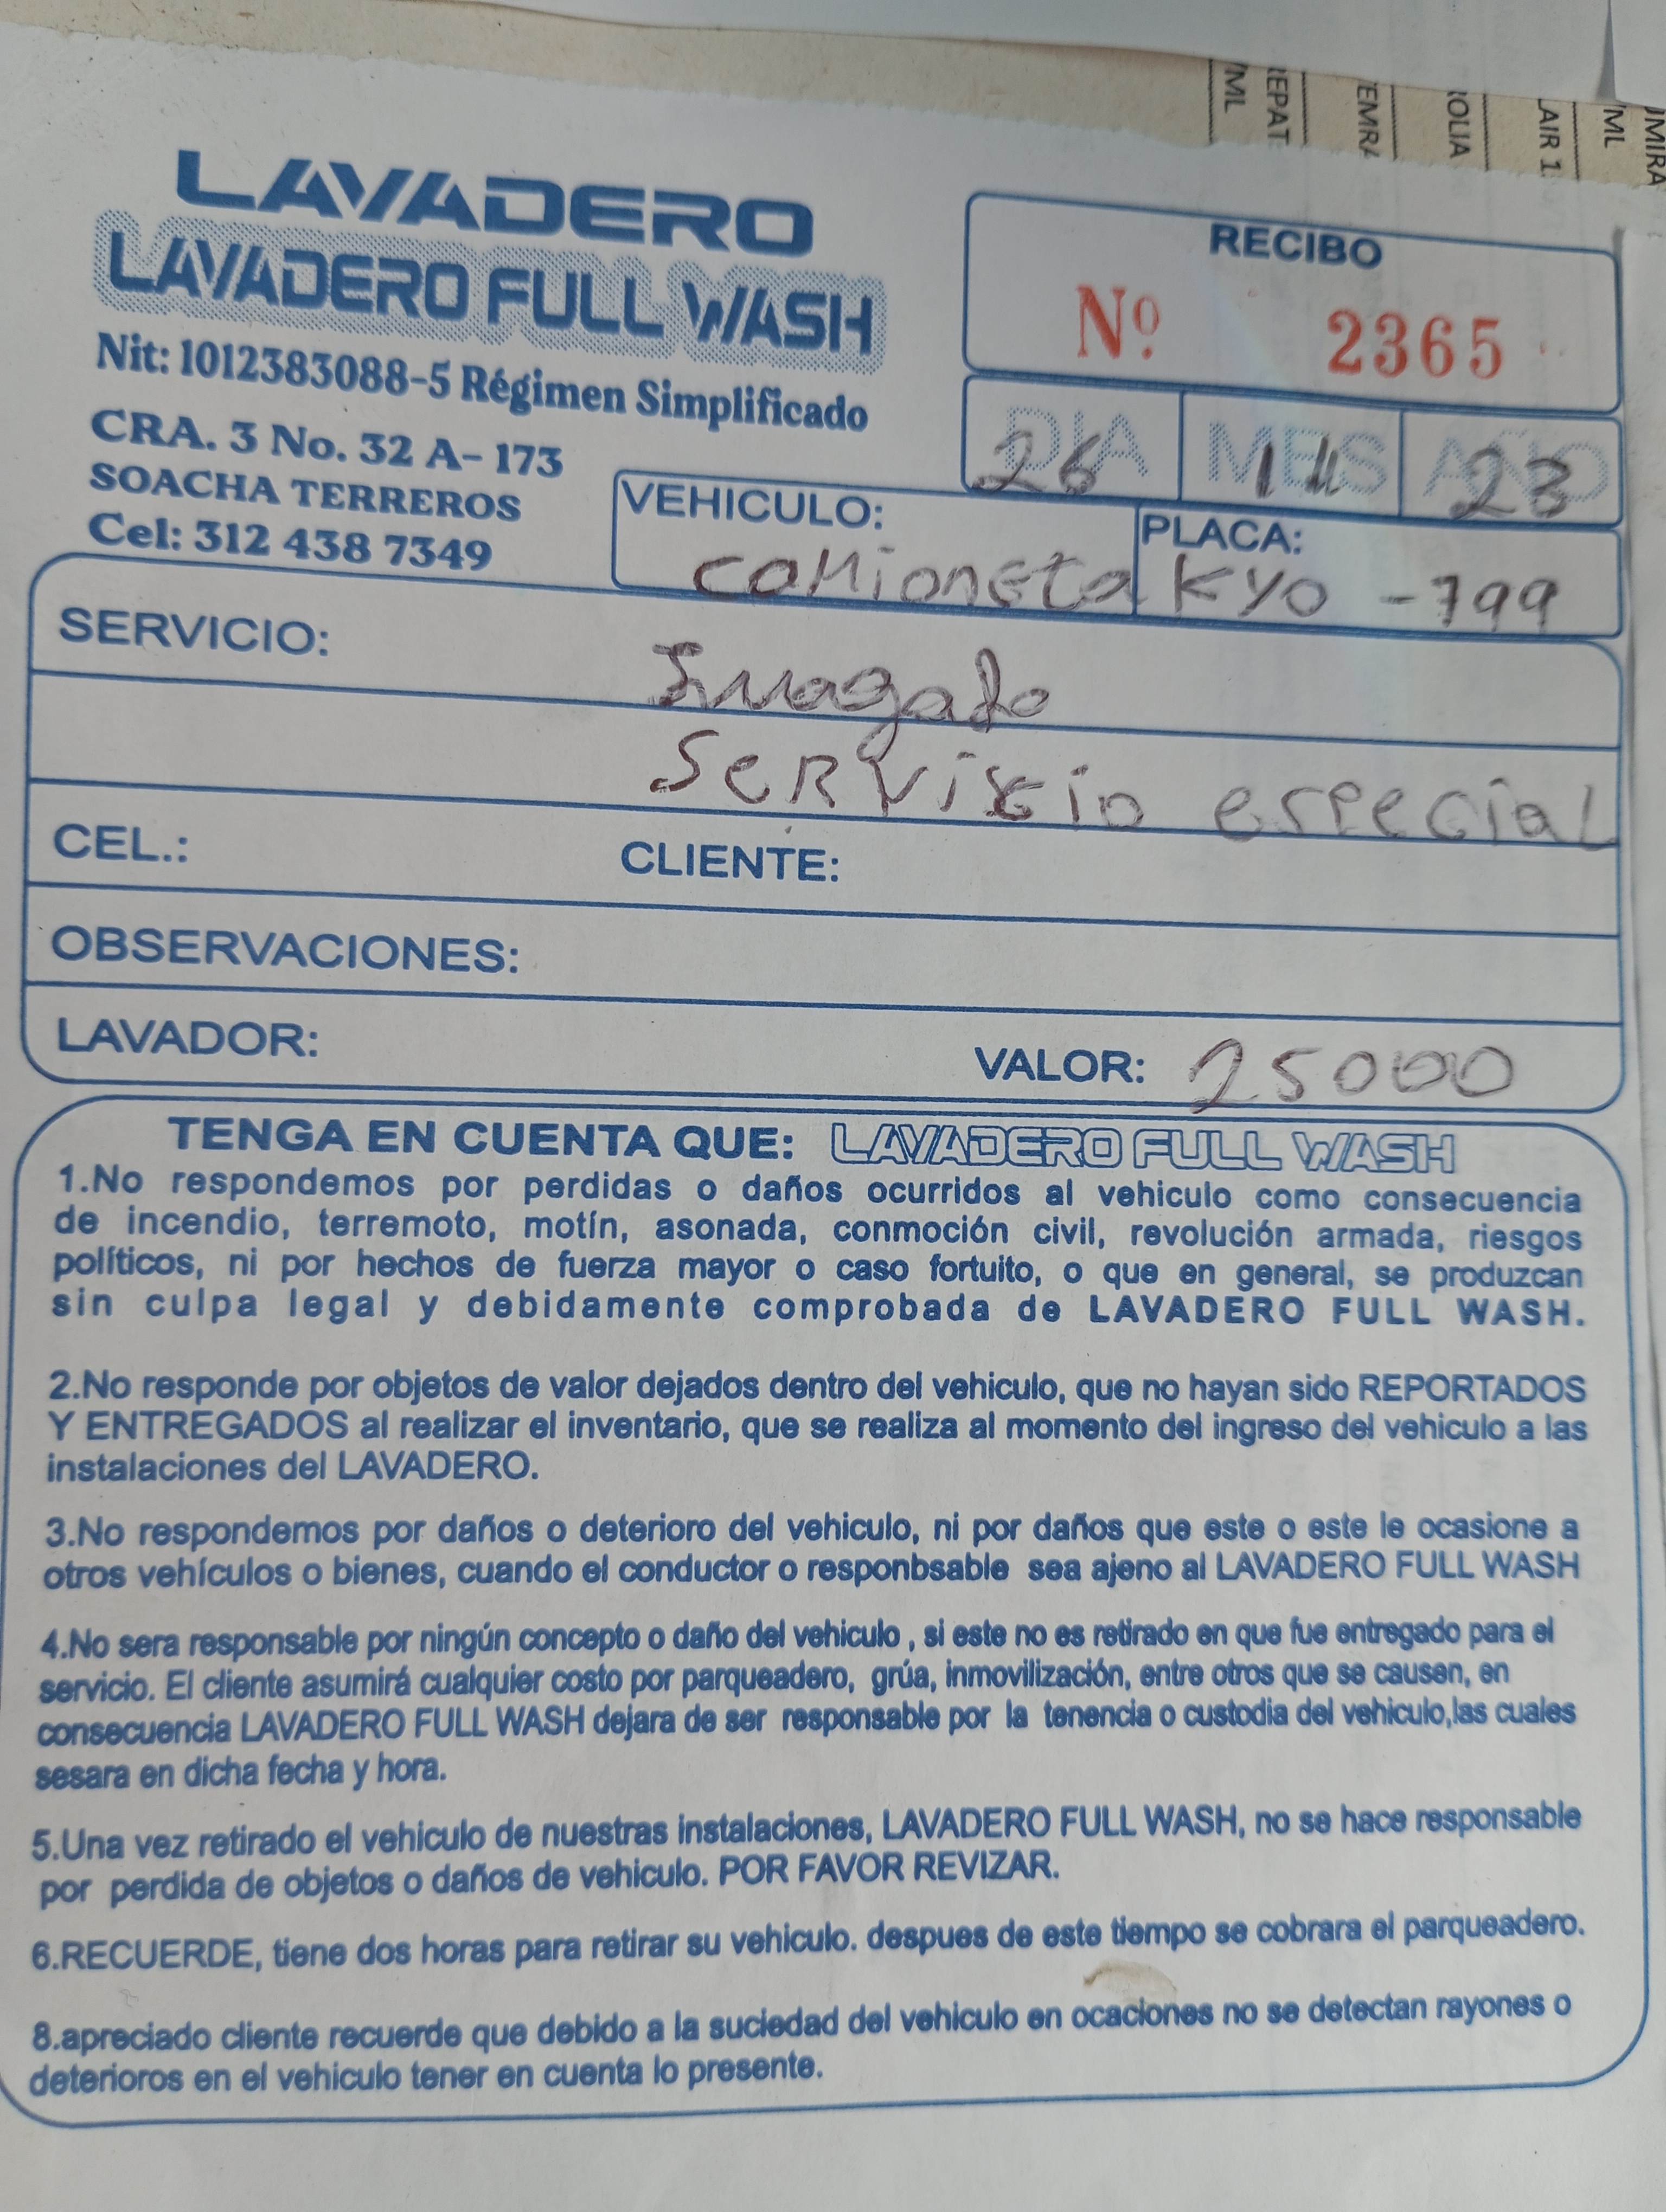 ML
REPAT
TEMRA
ROLIA
LAIR 1
ML
UMIRA
LAVADERO
LAVADERO FULL WASH
Nit: 1012383088-5 Régimen Simplificado
CRA. 3 No. 32 A- 173
SOACHA TERREROS
Cel: 312 438 7349
RECIBO
Nº 2365
DIA MES AÑO
26 11 23
VEHICULO: camioneta
PLACA: KYO -799
SERVICIO:
Servixio especial
CEL.: CLIENTE:
OBSERVACIONES:
LAVADOR: VALOR: 25000
TENGA EN CUENTA QUE: LAVADERO FULL WASH
1.No respondemos por perdidas o daños ocurridos al vehiculo como consecuencia
de incendio, terremoto, motín, asonada, conmoción civil, revolución armada, riesgos
políticos, ni por hechos de fuerza mayor o caso fortuito, o que en general, se produzcan
sin culpa legal y debidamente comprobada de LAVADERO FULL WASH.
2.No responde por objetos de valor dejados dentro del vehiculo, que no hayan sido REPORTADOS
Y ENTREGADOS al realizar el inventario, que se realiza al momento del ingreso del vehiculo a las
instalaciones del LAVADERO.
3.No respondemos por daños o deterioro del vehiculo, ni por daños que este o este le ocasione a
otros vehículos o bienes, cuando el conductor o responbsable sea ajeno al LAVADERO FULL WASH
4.No sera responsable por ningún concepto o daño del vehiculo , si este no es retirado en que fue entregado para el
servicio. El cliente asumirá cualquier costo por parqueadero, grúa, inmovilización, entre otros que se causen, en
consecuencia LAVADERO FULL WASH dejara de ser responsable por la tenencia o custodia del vehiculo,las cuales
sesara en dicha fecha y hora.
5.Una vez retirado el vehiculo de nuestras instalaciones, LAVADERO FULL WASH, no se hace responsable
por perdida de objetos o daños de vehiculo. POR FAVOR REVIZAR.
6.RECUERDE, tiene dos horas para retirar su vehiculo. despues de este tiempo se cobrara el parqueadero.
8.apreciado cliente recuerde que debido a la suciedad del vehiculo en ocaciones no se detectan rayones o
deterioros en el vehiculo tener en cuenta lo presente.